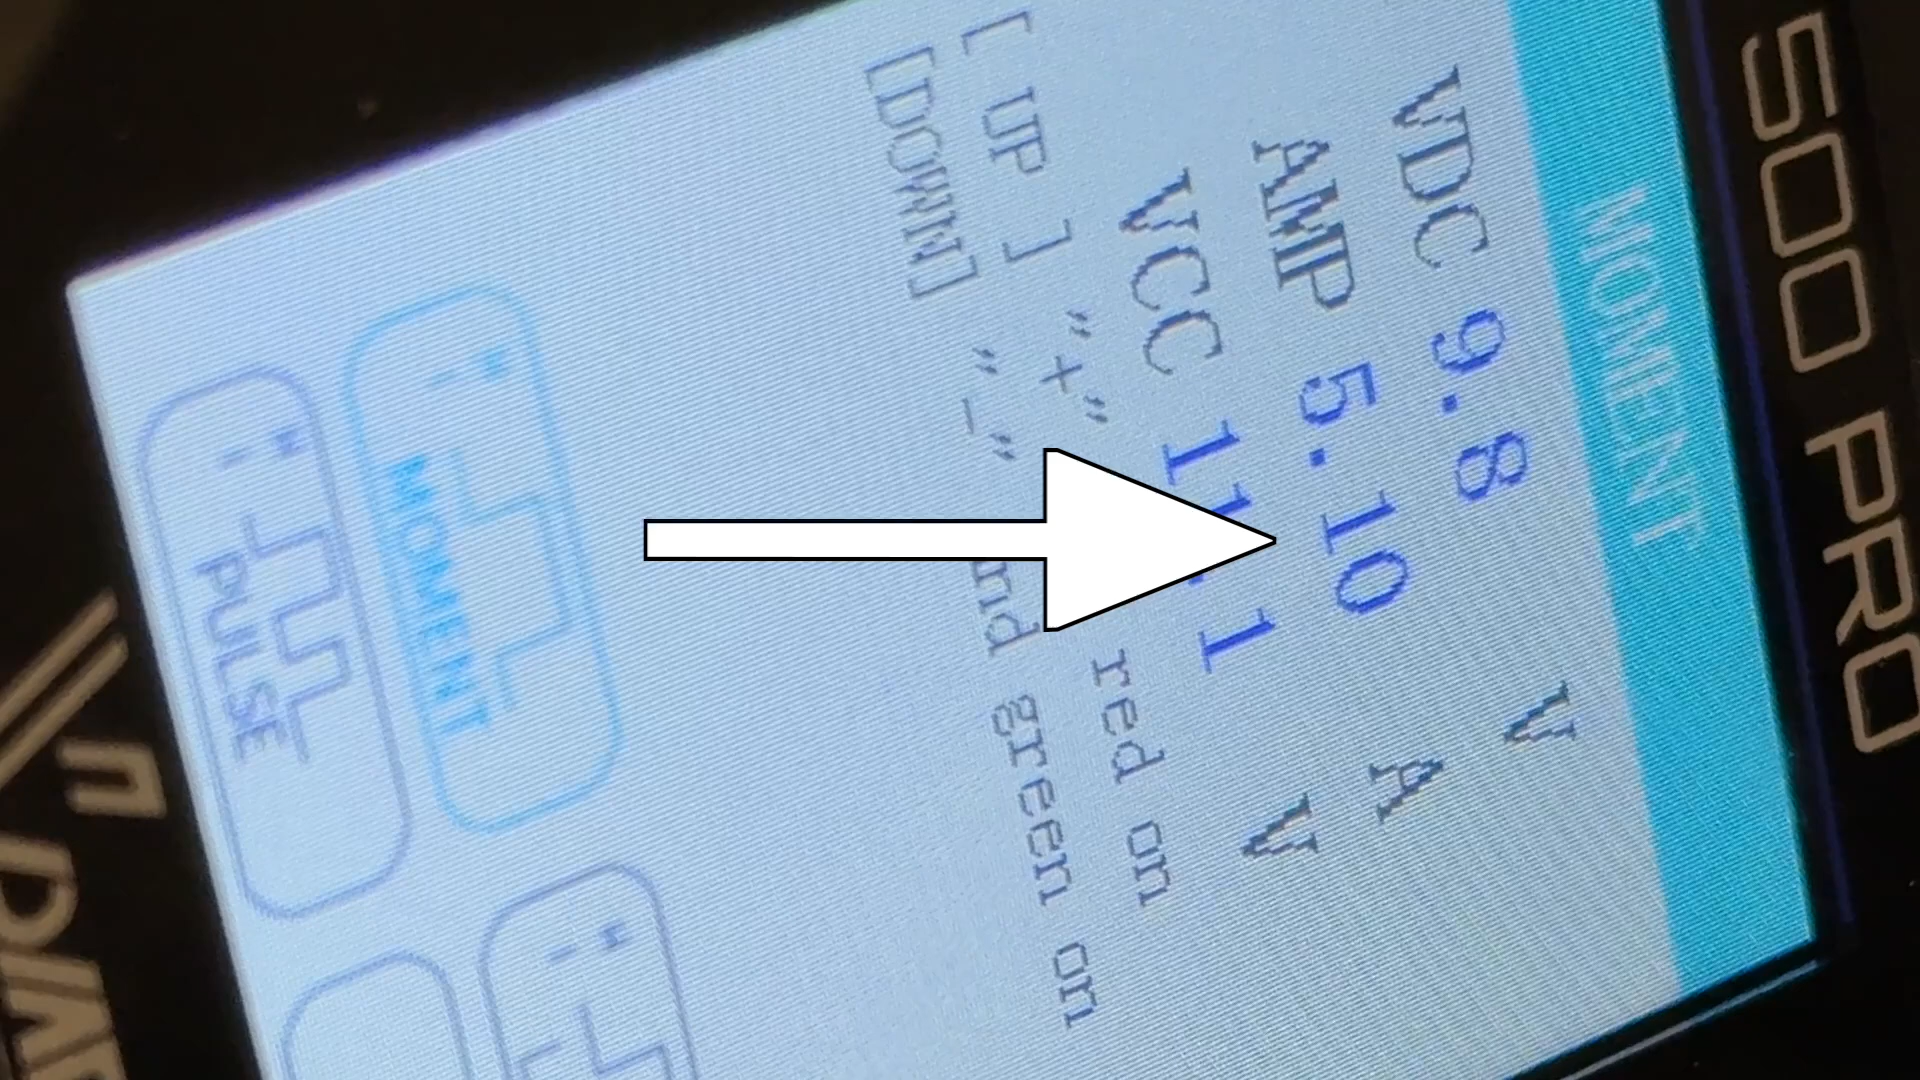 500 PRO
MOMENT
VDC 9.8 V
AMP 5.10 A
VCC 11.1 V
[ UP ] "+" red on
[DOWN] "-" and green on
MOMENT
PULSE